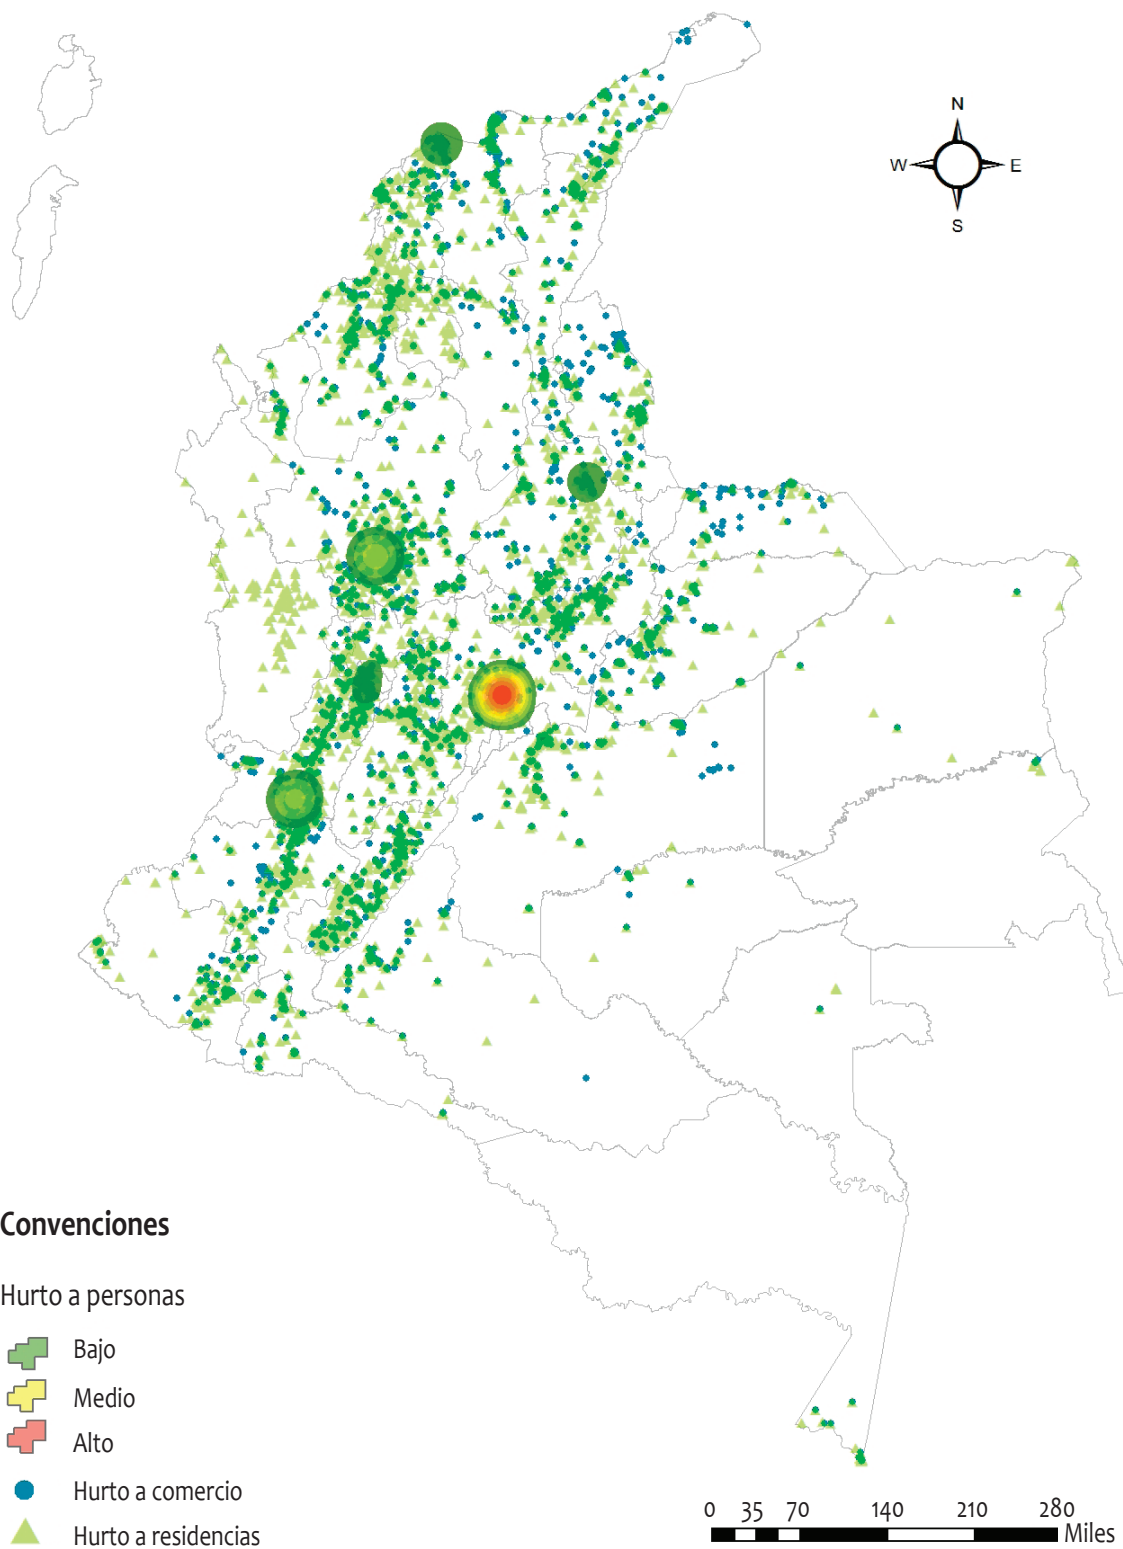 N
W E
S
Convenciones
Hurto a personas
Bajo
Medio
Alto
Hurto a comercio
Hurto a residencias
0 35 70 140 210 280
Miles